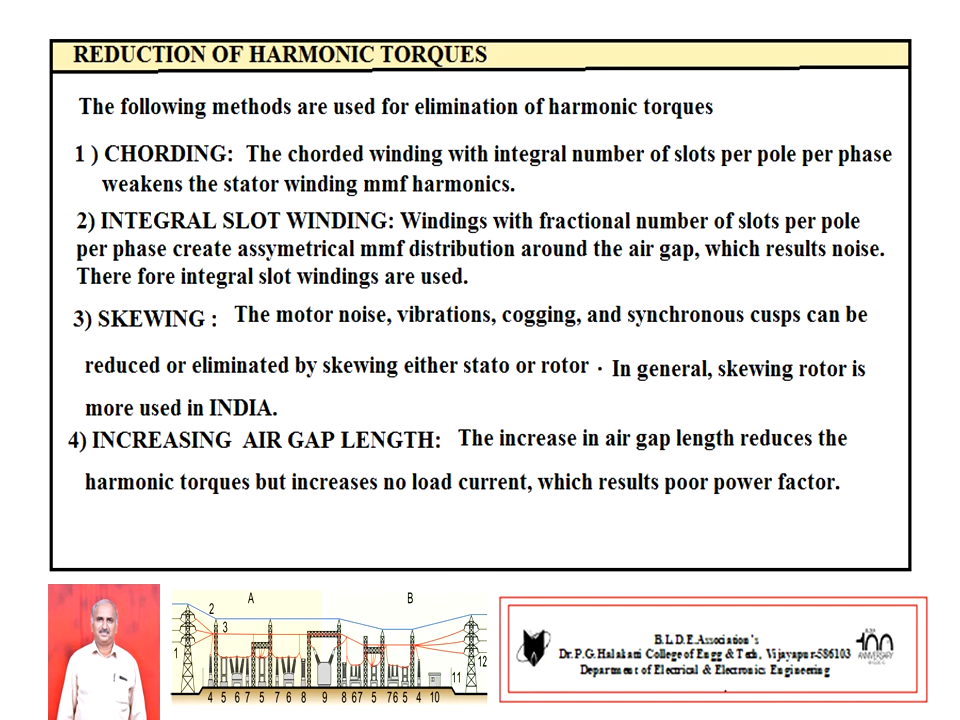 REDUCTION OF HARMONIC TORQUES
The following methods are used for elimination of harmonic torques
1 ) CHORDING: The chorded winding with integral number of slots per pole per phase
weakens the stator winding mmf harmonics.
2) INTEGRAL SLOT WINDING: Windings with fractional number of slots per pole
per phase create assymetrical mmf distribution around the air gap, which results noise.
There fore integral slot windings are used.
3) SKEWING : The motor noise, vibrations, cogging, and synchronous cusps can be
reduced or eliminated by skewing either stato or rotor . In general, skewing rotor is
more used in INDIA.
4) INCREASING AIR GAP LENGTH: The increase in air gap length reduces the
harmonic torques but increases no load current, which results poor power factor.
A B
2
3
1
12
11
4 5 6 7 5 7 6 8 9 8 67 5 76 5 4 10
B.L.D.E.Association's
Dr.P.G.Halakatti College of Engg & Tech, Vijayapur-586103
Department of Electrical & Electronics Engineering
100
ANNIVERSARY